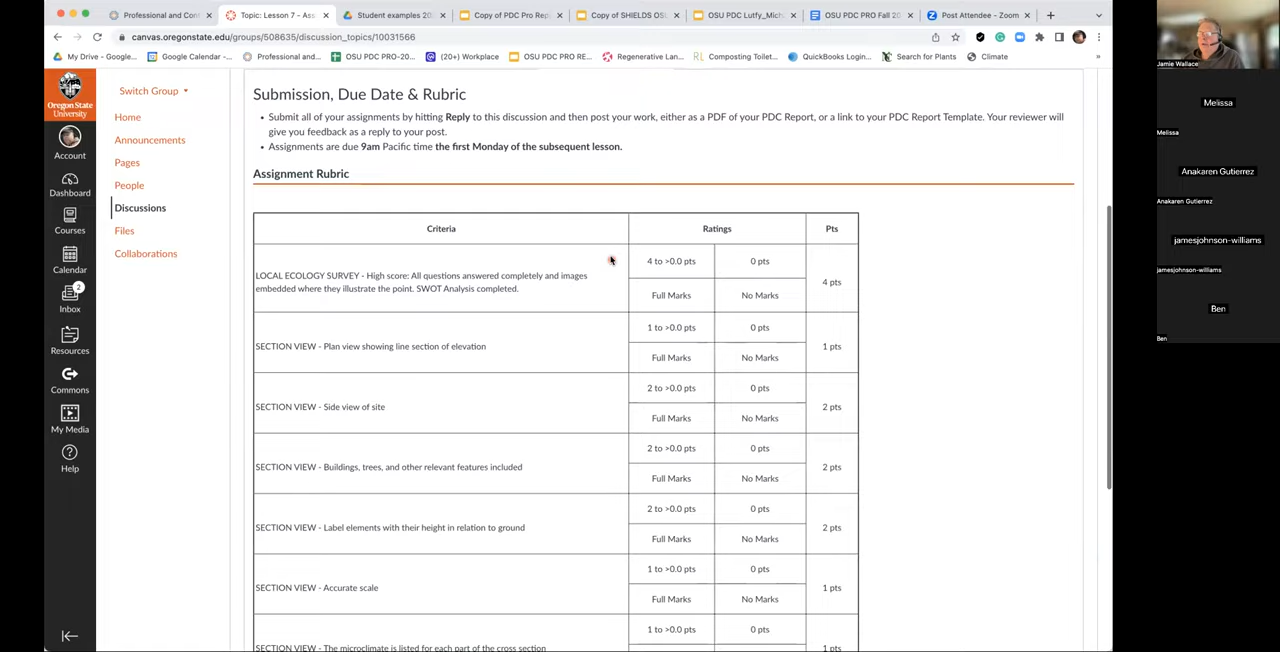 Professional and Con
Topic: Lesson 7 - Ass
Student examples 20
Copy of PDC Pro Rep
Copy of SHIELDS OSU
OSU PDC Lutfy_Mich
OSU PDC PRO Fall 20
Post Attendee - Zoom
canvas.oregonstate.edu/groups/508635/discussion_topics/10031566
My Drive - Google...
Google Calendar -...
Professional and...
OSU PDC PRO-20...
(20+) Workplace
OSU PDC PRO RE...
Regenerative Lan...
Composting Toilet...
QuickBooks Login...
Search for Plants
Climate
»
Oregon State
University
Account
Dashboard
Courses
Calendar
2
Inbox
Resources
Commons
My Media
Help
Switch Group
Home
Announcements
Pages
People
Discussions
Files
Collaborations
Submission, Due Date & Rubric
• Submit all of your assignments by hitting Reply to this discussion and then post your work, either as a PDF of your PDC Report, or a link to your PDC Report Template. Your reviewer will
give you feedback as a reply to your post.
• Assignments are due 9am Pacific time the first Monday of the subsequent lesson.
Assignment Rubric
Criteria Ratings Pts
LOCAL ECOLOGY SURVEY - High score: All questions answered completely and images
embedded where they illustrate the point. SWOT Analysis completed.
4 to >0.0 pts 0 pts
Full Marks No Marks
4 pts
SECTION VIEW - Plan view showing line section of elevation
1 to >0.0 pts 0 pts
Full Marks No Marks
1 pts
SECTION VIEW - Side view of site
2 to >0.0 pts 0 pts
Full Marks No Marks
2 pts
SECTION VIEW - Buildings, trees, and other relevant features included
2 to >0.0 pts 0 pts
Full Marks No Marks
2 pts
SECTION VIEW - Label elements with their height in relation to ground
2 to >0.0 pts 0 pts
Full Marks No Marks
2 pts
SECTION VIEW - Accurate scale
1 to >0.0 pts 0 pts
Full Marks No Marks
1 pts
SECTION VIEW - The microclimate is listed for each part of the cross section
1 to >0.0 pts 0 pts
1 pts
Jamie Wallace
Melissa
Melissa
Anakaren Gutierrez
Anakaren Gutierrez
jamesjohnson-williams
jamesjohnson-williams
Ben
Ben